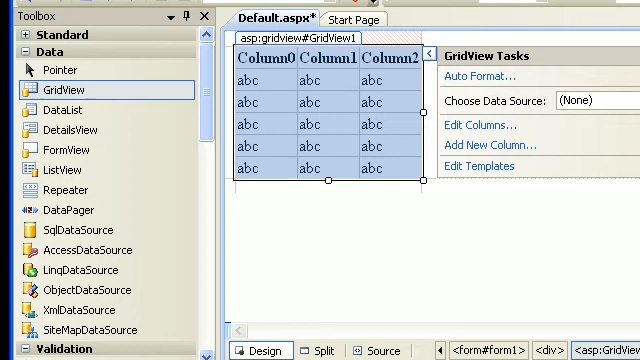 Toolbox
Standard
Data
Pointer
GridView
DataList
DetailsView
FormView
ListView
Repeater
DataPager
SqlDataSource
AccessDataSource
LinqDataSource
ObjectDataSource
XmlDataSource
SiteMapDataSource
Validation
Default.aspx* Start Page
asp:gridview#GridView1
Column0 Column1 Column2
abc abc abc
abc abc abc
abc abc abc
abc abc abc
abc abc abc
GridView Tasks
Auto Format...
Choose Data Source: (None)
Edit Columns...
Add New Column...
Edit Templates
Design Split Source <form#form1> <div> <asp:GridView